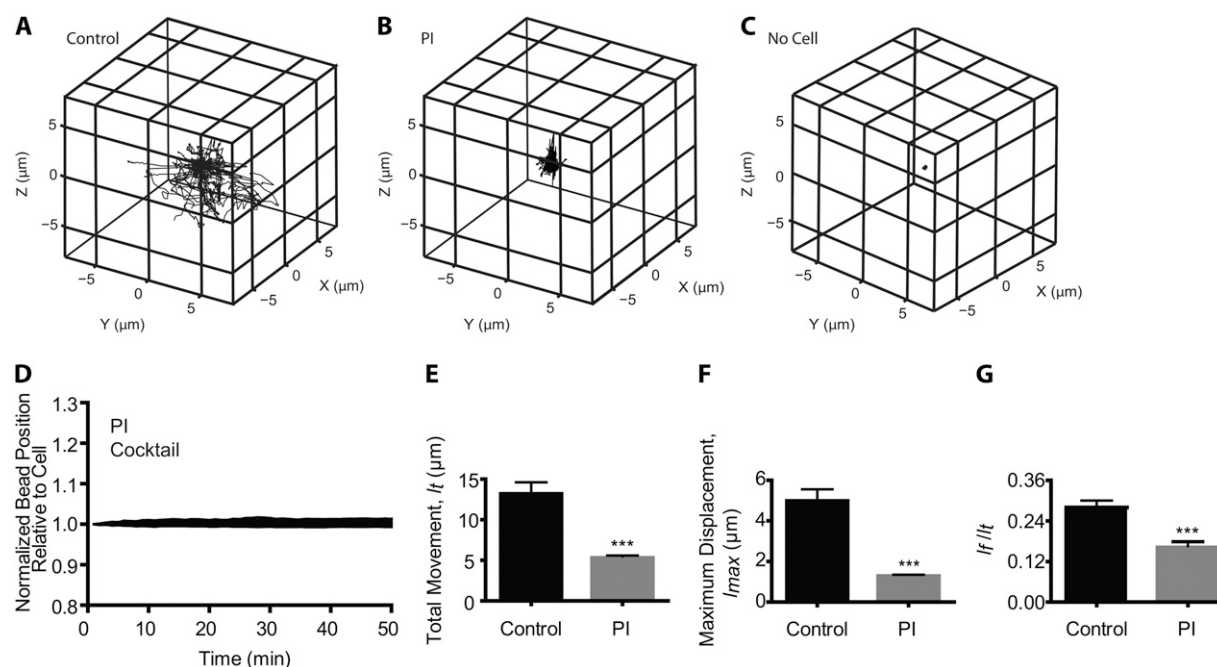 A
Control
5
0
−5
Z (µm)
−5
0
5
Y (µm)
−5
0
5
X (µm)
B
PI
5
0
−5
Z (µm)
−5
0
5
Y (µm)
−5
0
5
X (µm)
C
No Cell
5
0
−5
Z (µm)
−5
0
5
Y (µm)
−5
0
5
X (µm)
D
Normalized Bead Position
Relative to Cell
1.3
1.2
1.1
1.0
0.9
0.8
PI
Cocktail
0
10
20
30
40
50
Time (min)
E
Total Movement, lt (µm)
15
10
5
0
***
Control
PI
F
Maximum Displacement,
lmax (µm)
6
4
2
0
***
Control
PI
G
lf /lt
0.36
0.24
0.12
0.00
***
Control
PI